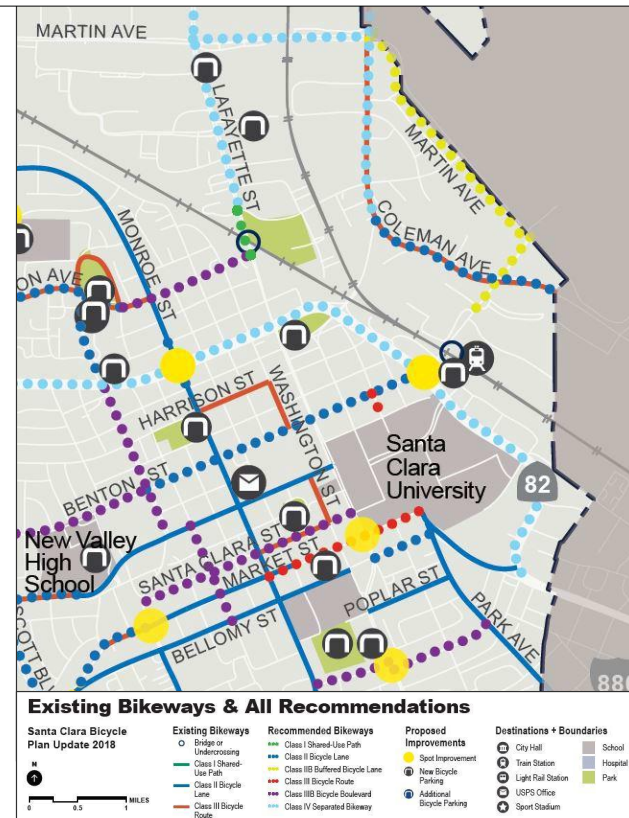 MARTIN AVE
LAFAYETTE ST
MARTIN AVE
COLEMAN AVE
MONROE ST
ON AVE
HARRISON ST
WASHINGTON ST
BENTON ST
Santa
Clara
University
82
New Valley
High
School
SANTA CLARA ST
MARKET ST
BELLOMY ST
POPLAR ST
PARK AVE
SCOTT BLV
880
Existing Bikeways & All Recommendations
Santa Clara Bicycle
Plan Update 2018
N
0 0.5 1 MILES
Existing Bikeways
Bridge or
Undercrossing
Class I Shared-
Use Path
Class II Bicycle
Lane
Class III Bicycle
Route
Recommended Bikeways
Class I Shared-Use Path
Class II Bicycle Lane
Class IIB Buffered Bicycle Lane
Class III Bicycle Route
Class IIIB Bicycle Boulevard
Class IV Separated Bikeway
Proposed
Improvements
Spot Improvement
New Bicycle
Parking
Additional
Bicycle Parking
Destinations + Boundaries
City Hall
Train Station
Light Rail Station
USPS Office
Sport Stadium
School
Hospital
Park